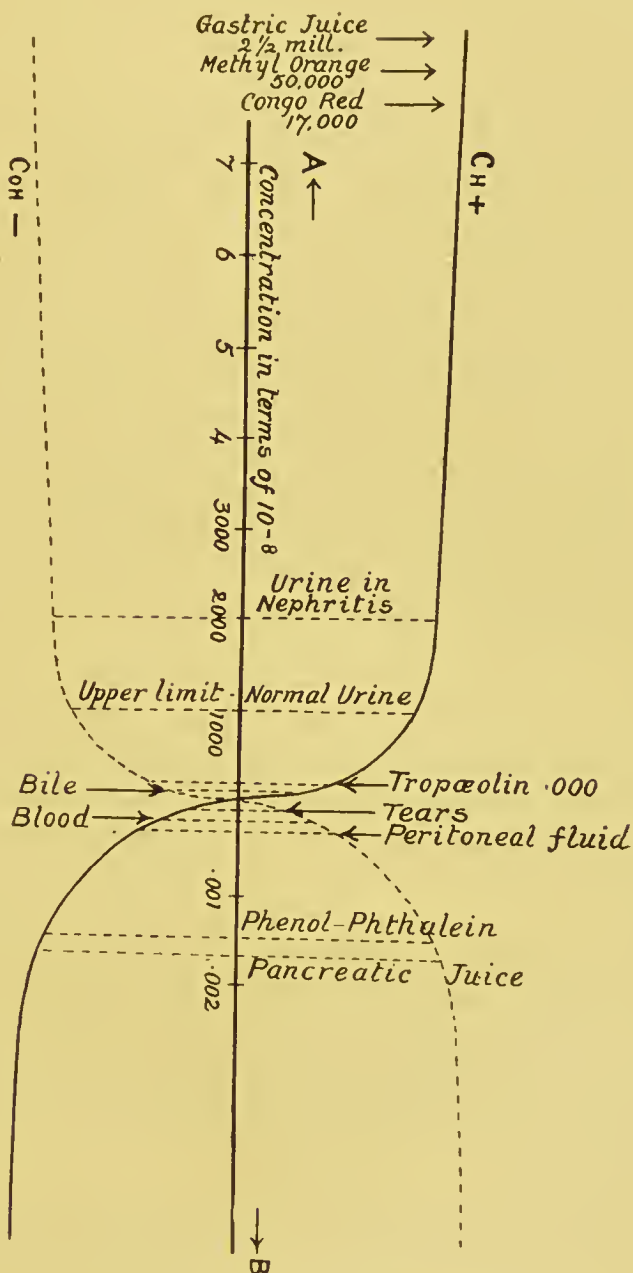 Gastric Juice
2½ mill.
Methyl Orange
50,000
Congo Red
17,000
A
CH+
COH −
Concentration in terms of 10-8
7
6
5
4
3000
2000
1000
.001
.002
Urine in
Nephritis
Upper limit - Normal Urine
Bile
Blood
Tropæolin .000
Tears
Peritoneal fluid
Phenol-Phthalein
Pancreatic Juice
B